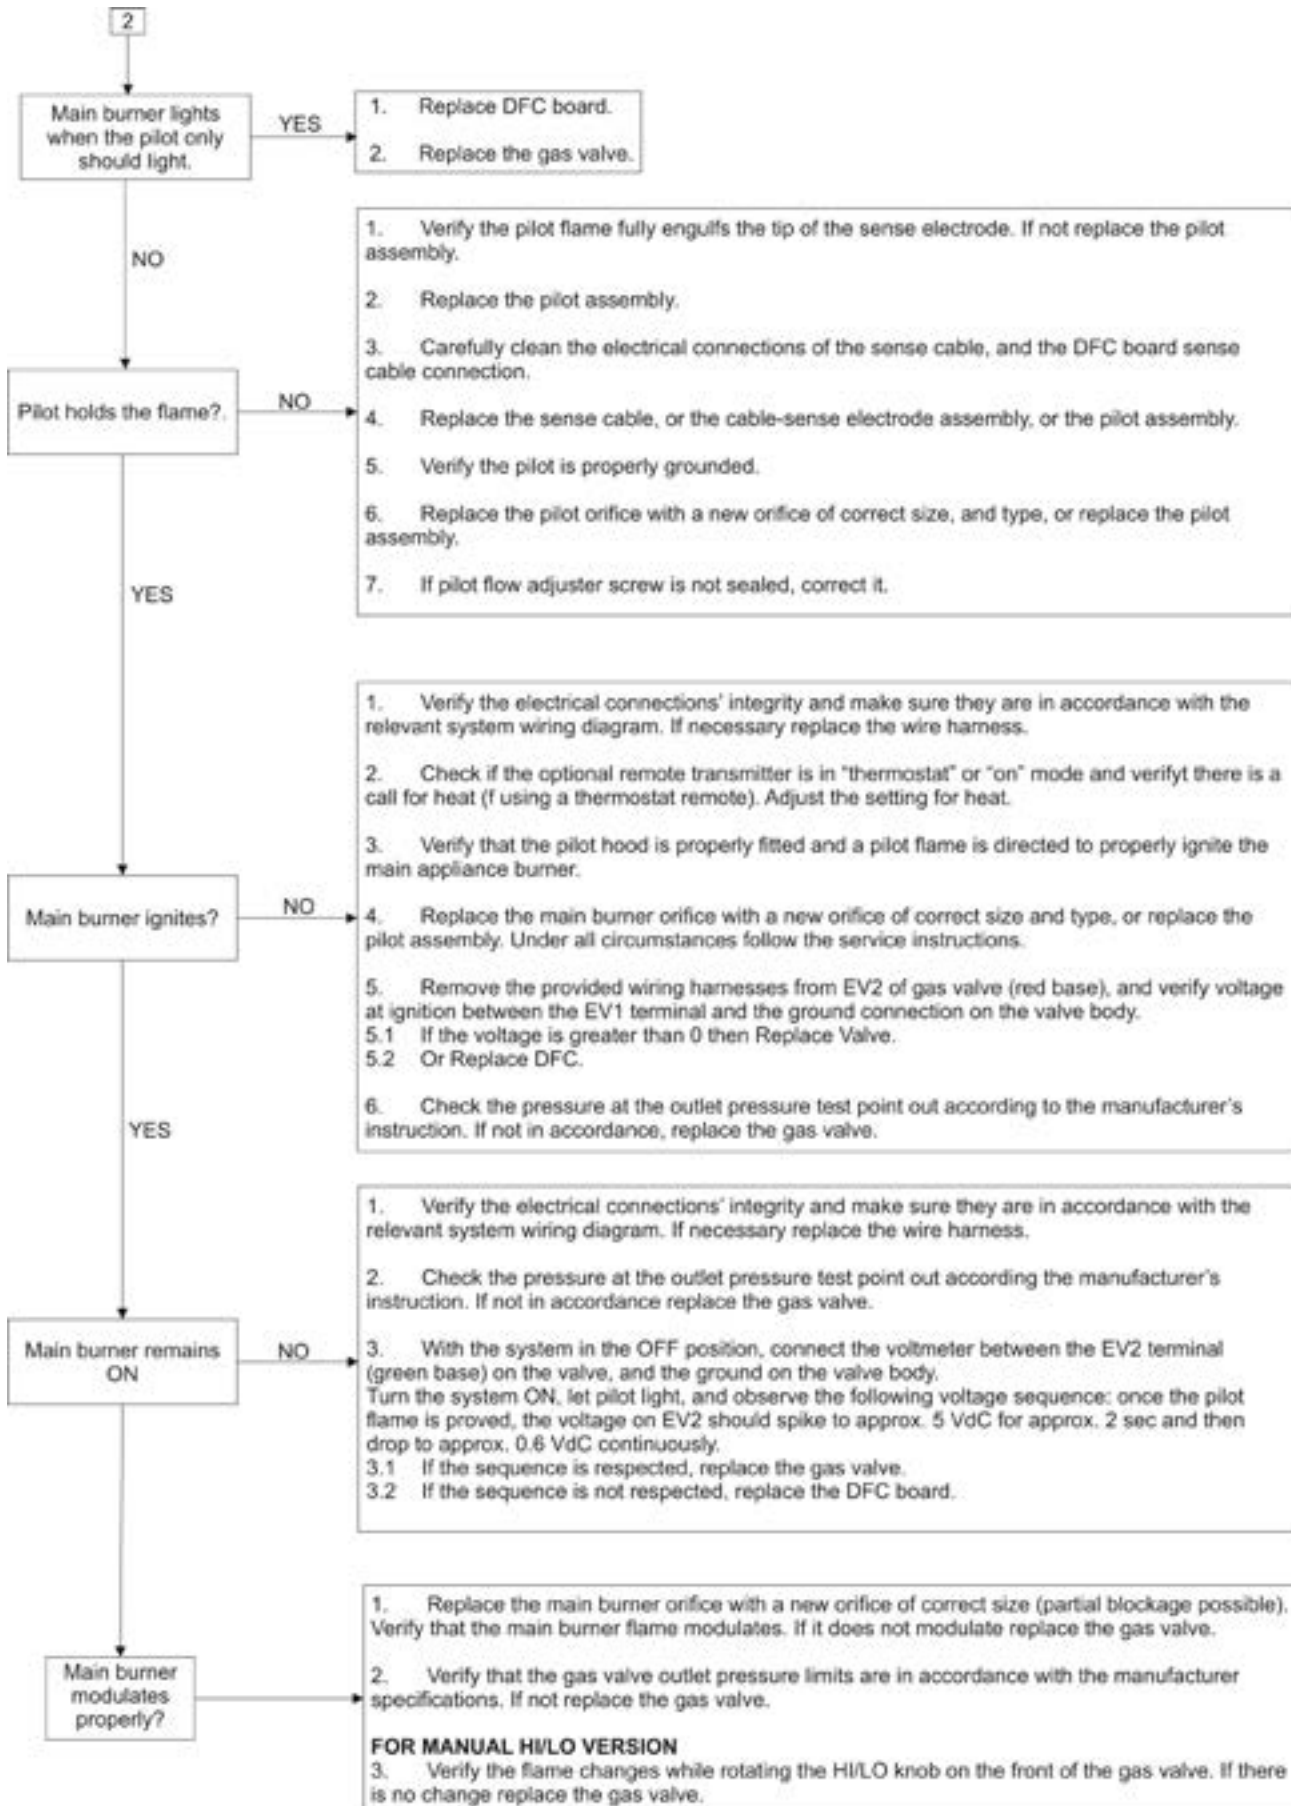 2
Main burner lights
when the pilot only
should light.
YES
1. Replace DFC board.
2. Replace the gas valve.
NO
1. Verify the pilot flame fully engulfs the tip of the sense electrode. If not replace the pilot
assembly.
2. Replace the pilot assembly.
3. Carefully clean the electrical connections of the sense cable, and the DFC board sense
cable connection.
4. Replace the sense cable, or the cable-sense electrode assembly, or the pilot assembly.
5. Verify the pilot is properly grounded.
6. Replace the pilot orifice with a new orifice of correct size, and type, or replace the pilot
assembly.
7. If pilot flow adjuster screw is not sealed, correct it.
Pilot holds the flame?.
NO
YES
1. Verify the electrical connections' integrity and make sure they are in accordance with the
relevant system wiring diagram. If necessary replace the wire harness.
2. Check if the optional remote transmitter is in "thermostat" or "on" mode and verifyt there is a
call for heat (f using a thermostat remote). Adjust the setting for heat.
3. Verify that the pilot hood is properly fitted and a pilot flame is directed to properly ignite the
main appliance burner.
4. Replace the main burner orifice with a new orifice of correct size and type, or replace the
pilot assembly. Under all circumstances follow the service instructions.
5. Remove the provided wiring harnesses from EV2 of gas valve (red base), and verify voltage
at ignition between the EV1 terminal and the ground connection on the valve body.
5.1 If the voltage is greater than 0 then Replace Valve.
5.2 Or Replace DFC.
6. Check the pressure at the outlet pressure test point out according to the manufacturer's
instruction. If not in accordance, replace the gas valve.
Main burner ignites?
NO
YES
1. Verify the electrical connections' integrity and make sure they are in accordance with the
relevant system wiring diagram. If necessary replace the wire harness.
2. Check the pressure at the outlet pressure test point out according the manufacturer's
instruction. If not in accordance replace the gas valve.
3. With the system in the OFF position, connect the voltmeter between the EV2 terminal
(green base) on the valve, and the ground on the valve body.
Turn the system ON, let pilot light, and observe the following voltage sequence: once the pilot
flame is proved, the voltage on EV2 should spike to approx. 5 VdC for approx. 2 sec and then
drop to approx. 0.6 VdC continuously.
3.1 If the sequence is respected, replace the gas valve.
3.2 If the sequence is not respected, replace the DFC board.
Main burner remains
ON
NO
1. Replace the main burner orifice with a new orifice of correct size (partial blockage possible).
Verify that the main burner flame modulates. If it does not modulate replace the gas valve.
2. Verify that the gas valve outlet pressure limits are in accordance with the manufacturer
specifications. If not replace the gas valve.
FOR MANUAL HI/LO VERSION
3. Verify the flame changes while rotating the HI/LO knob on the front of the gas valve. If there
is no change replace the gas valve.
Main burner
modulates
properly?